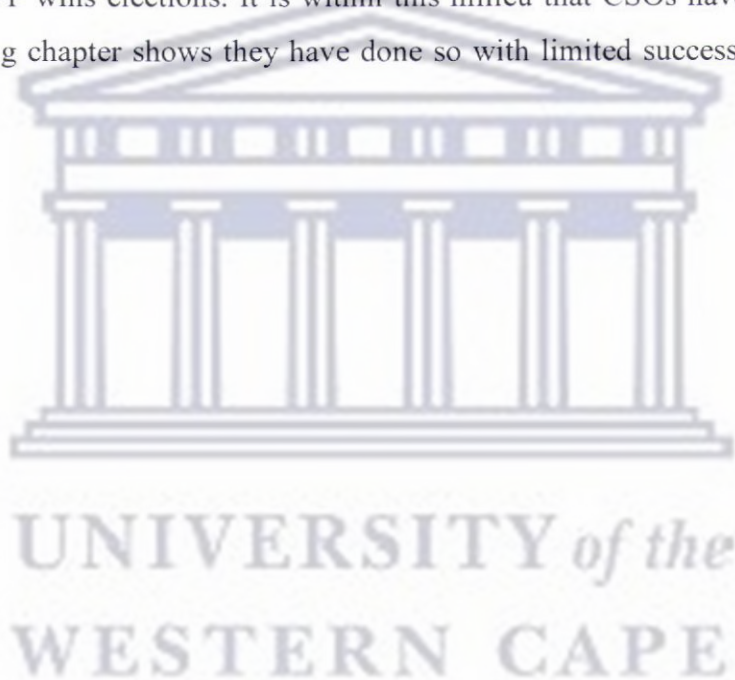 wins elections. It is within this milieu that CSOs have
g chapter shows they have done so with limited success
UNIVERSITY of the
WESTERN CAPE